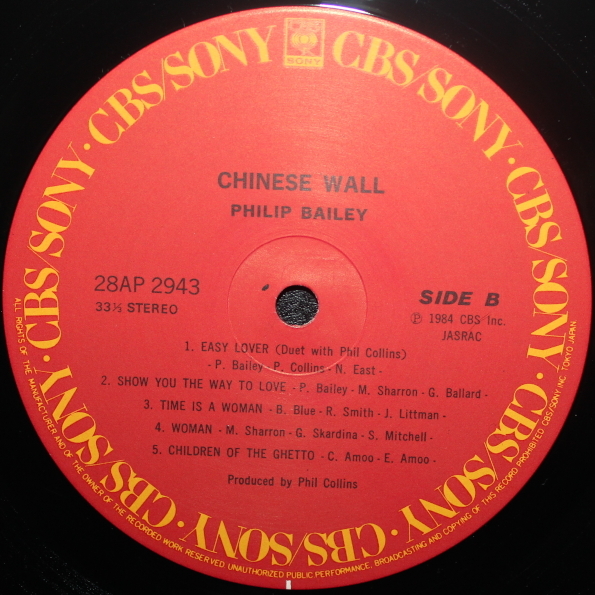 CBS/SONY · CBS/SONY · CBS/SONY · CBS/SONY · CBS/SONY · CBS/SONY · CBS/SONY · CBS/SONY
CBS
SONY
CHINESE WALL
PHILIP BAILEY
28AP 2943
33⅓ STEREO
SIDE B
Ⓟ 1984 CBS/Inc.
JASRAC
1. EASY LOVER (Duet with Phil Collins)
- P. Bailey - P. Collins - N. East -
2. SHOW YOU THE WAY TO LOVE - P. Bailey - M. Sharron - G. Ballard -
3. TIME IS A WOMAN - B. Blue - R. Smith - J. Littman -
4. WOMAN - M. Sharron - G. Skardina - S. Mitchell -
5. CHILDREN OF THE GHETTO - C. Amoo - E. Amoo -
Produced by Phil Collins
ALL RIGHTS OF THE MANUFACTURER AND OF THE OWNER OF THE RECORDED WORK RESERVED. UNAUTHORIZED PUBLIC PERFORMANCE, BROADCASTING AND COPYING OF THIS RECORD PROHIBITED CBS/SONY INC. TOKYO JAPAN